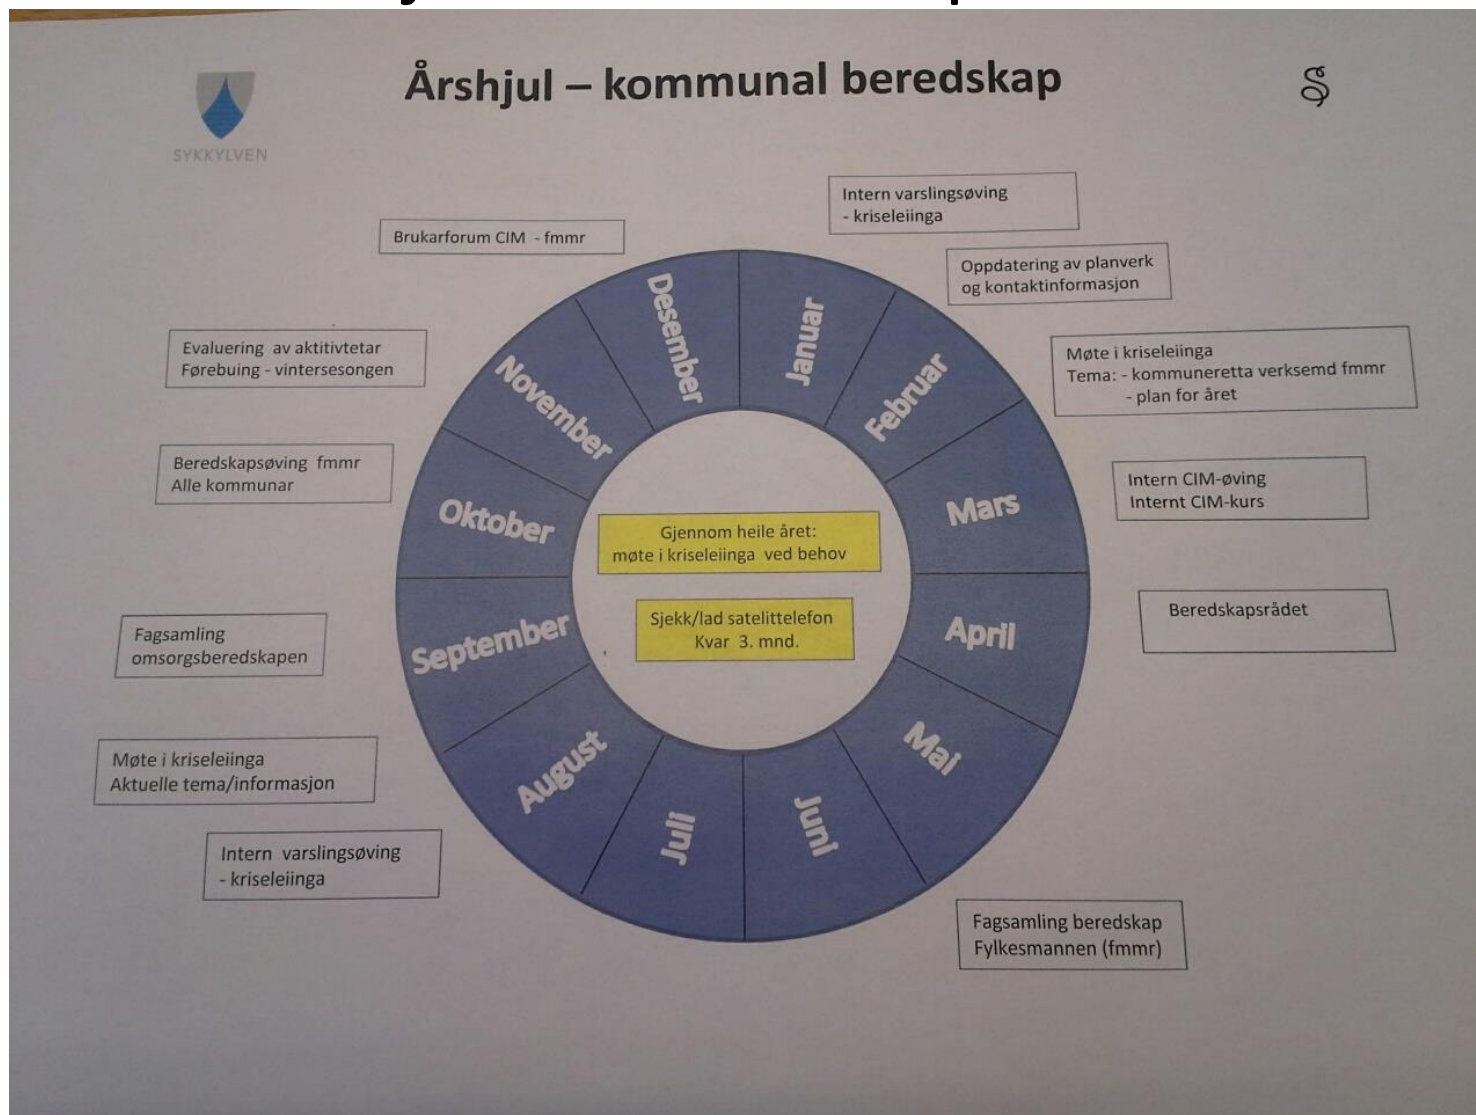 Årshjul – kommunal beredskap
SYKKYLVEN
Intern varslingsøving
- kriseleiinga
Oppdatering av planverk
og kontaktinformasjon
Møte i kriseleiinga
Tema: - kommuneretta verksemd fmmr
- plan for året
Intern CIM-øving
Internt CIM-kurs
Beredskapsrådet
Fagsamling beredskap
Fylkesmannen (fmmr)
Intern varslingsøving
- kriseleiinga
Møte i kriseleiinga
Aktuelle tema/informasjon
Fagsamling
omsorgsberedskapen
Beredskapsøving fmmr
Alle kommunar
Evaluering av aktitivtetar
Førebuing - vintersesongen
Brukarforum CIM - fmmr
Januar
Februar
Mars
April
Mai
Juni
Juli
August
September
Oktober
November
Desember
Gjennom heile året:
møte i kriseleiinga ved behov
Sjekk/lad satelittelefon
Kvar 3. mnd.